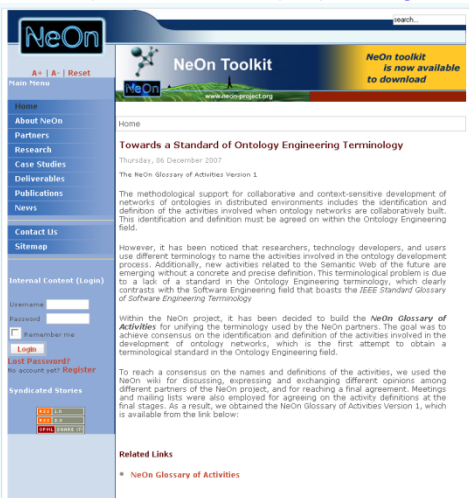 search...
NeOn
A+ | A- | Reset
Main Menu
Home
About NeOn
Partners
Research
Case Studies
Deliverables
Publications
News
Contact Us
Sitemap
Internal Content (Login)
Username
Password
Remember me
Login
Lost Password?
No account yet? Register
Syndicated Stories
RSS 1.0
RSS 2.0
OPML SHARE IT!
NeOn Toolkit
NeOn
www.neon-project.org
NeOn toolkit
is now available
to download
Home
Towards a Standard of Ontology Engineering Terminology
Thursday, 06 December 2007
The NeOn Glossary of Activities Version 1
The methodological support for collaborative and context-sensitive development of
networks of ontologies in distributed environments includes the identification and
definition of the activities involved when ontology networks are collaboratively built.
This identification and definition must be agreed on within the Ontology Engineering
field.
However, it has been noticed that researchers, technology developers, and users
use different terminology to name the activities involved in the ontology development
process. Additionally, new activities related to the Semantic Web of the future are
emerging without a concrete and precise definition. This terminological problem is due
to a lack of a standard in the Ontology Engineering terminology, which clearly
contrasts with the Software Engineering field that boasts the IEEE Standard Glossary
of Software Engineering Terminology
Within the NeOn project, it has been decided to build the NeOn Glossary of
Activities for unifying the terminology used by the NeOn partners. The goal was to
achieve consensus on the identification and definition of the activities involved in the
development of ontology networks, which is the first attempt to obtain a
terminological standard in the Ontology Engineering field.
To reach a consensus on the names and definitions of the activities, we used the
NeOn wiki for discussing, expressing and exchanging different opinions among
different partners of the NeOn project, and for reaching a final agreement. Meetings
and mailing lists were also employed for agreeing on the activity definitions at the
final stages. As a result, we obtained the NeOn Glossary of Activities Version 1, which
is available from the link below:
Related Links
NeOn Glossary of Activities